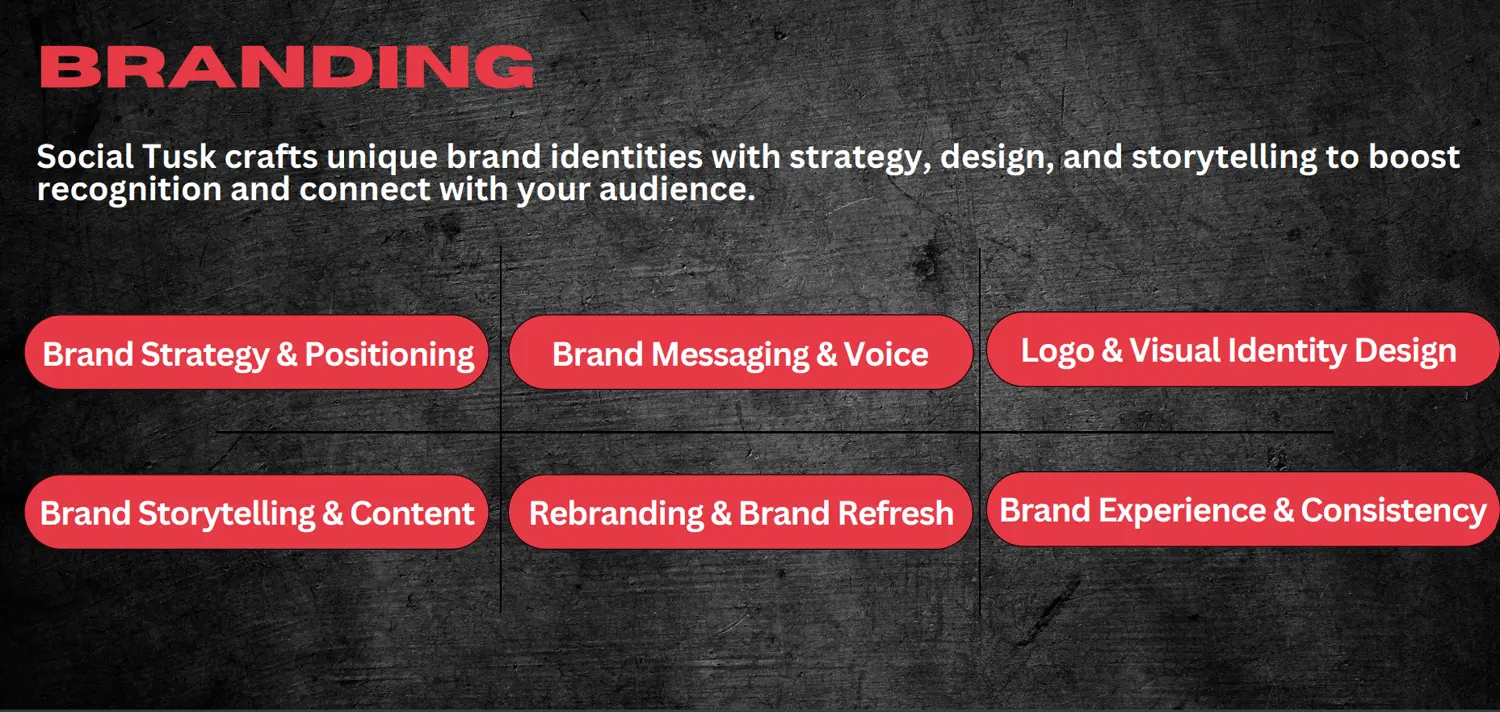 BRANDING
Social Tusk crafts unique brand identities with strategy, design, and storytelling to boost
recognition and connect with your audience.
Brand Strategy & Positioning
Brand Messaging & Voice
Logo & Visual Identity Design
Brand Storytelling & Content
Rebranding & Brand Refresh
Brand Experience & Consistency